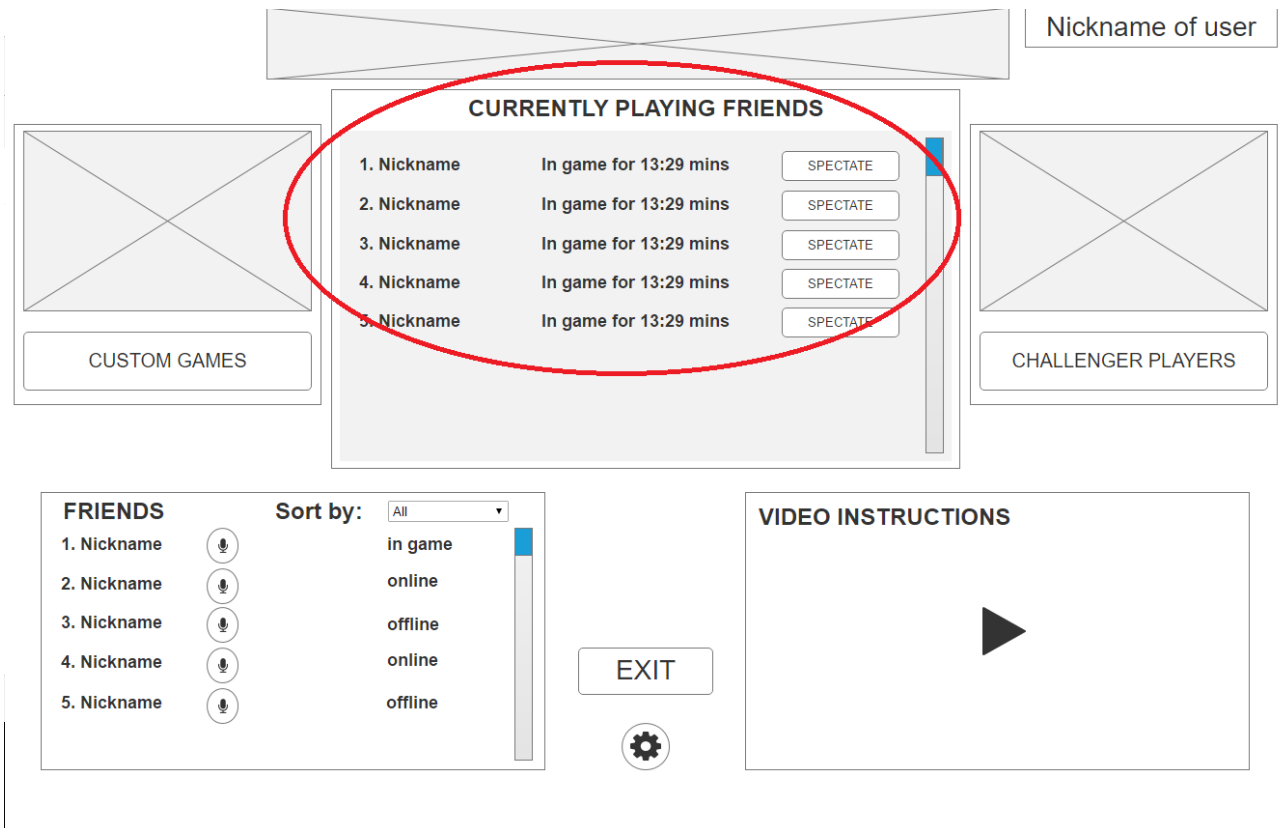 Nickname of user
CURRENTLY PLAYING FRIENDS
1. Nickname In game for 13:29 mins SPECTATE
2. Nickname In game for 13:29 mins SPECTATE
3. Nickname In game for 13:29 mins SPECTATE
4. Nickname In game for 13:29 mins SPECTATE
5. Nickname In game for 13:29 mins SPECTATE
CUSTOM GAMES
CHALLENGER PLAYERS
FRIENDS Sort by: All
1. Nickname in game
2. Nickname online
3. Nickname offline
4. Nickname online
5. Nickname offline
EXIT
VIDEO INSTRUCTIONS